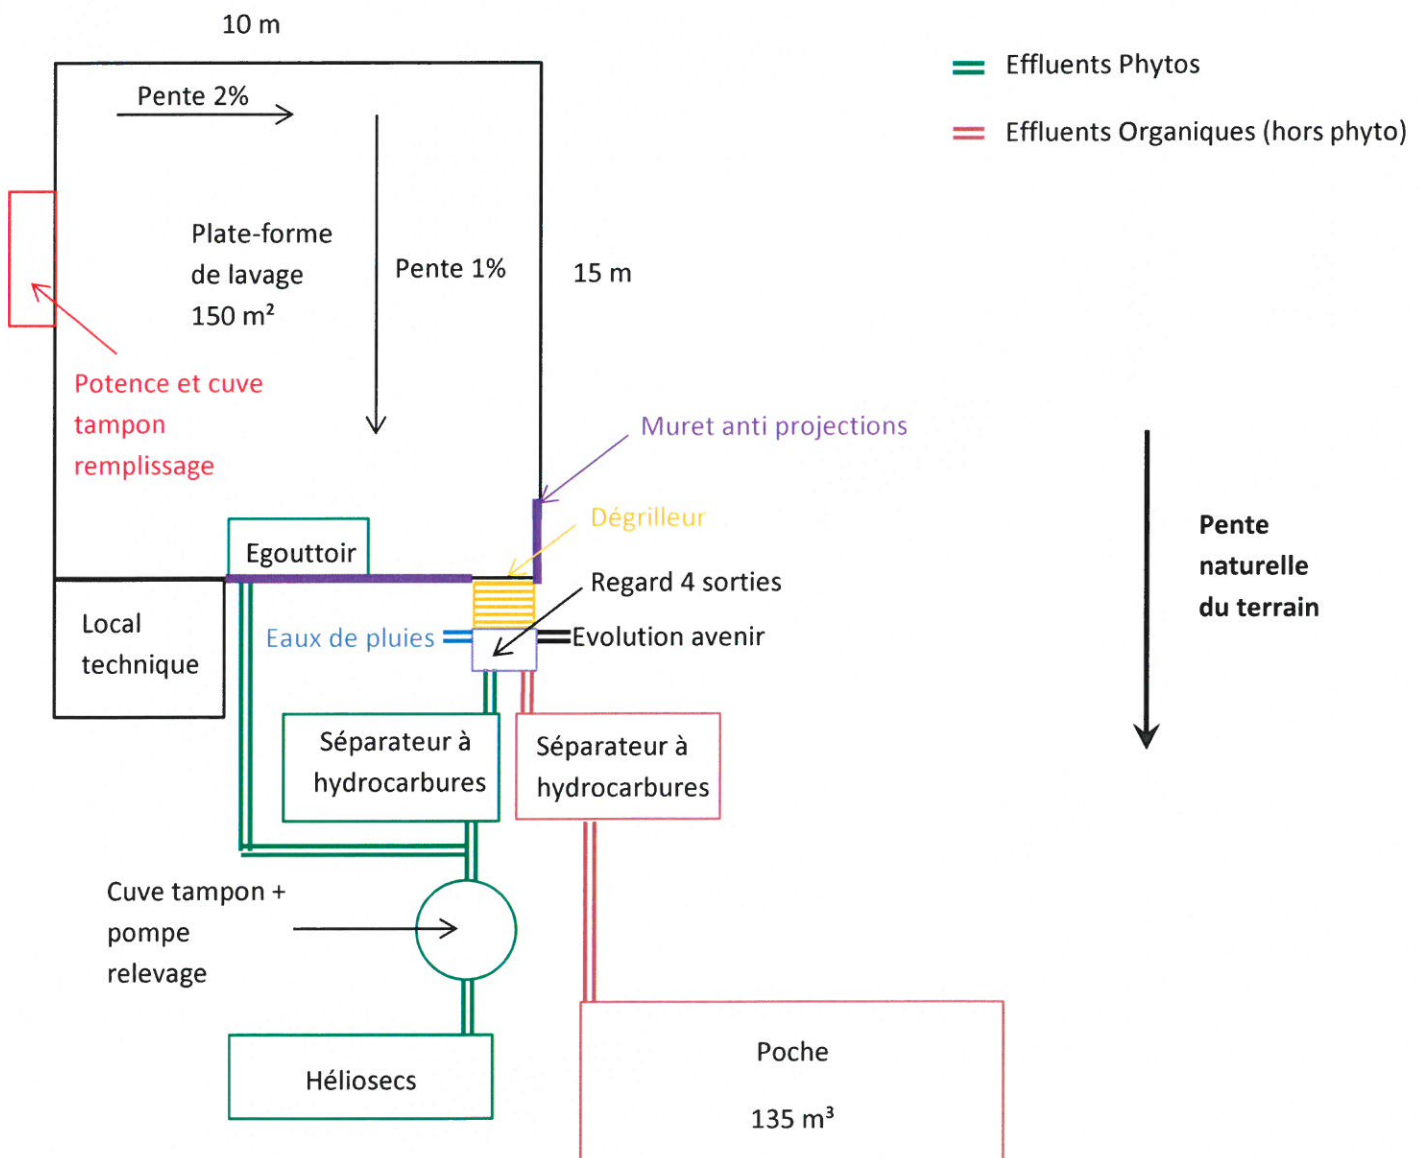 10 m
Effluents Phytos
Effluents Organiques (hors phyto)
Pente 2%
Plate-forme
de lavage
150 m²
Pente 1%
15 m
Potence et cuve
tampon
remplissage
Muret anti projections
Dégrilleur
Egouttoir
Regard 4 sorties
Pente
naturelle
du terrain
Local
technique
Eaux de pluies
Evolution avenir
Séparateur à
hydrocarbures
Séparateur à
hydrocarbures
Cuve tampon +
pompe
relevage
Héliosecs
Poche
135 m³